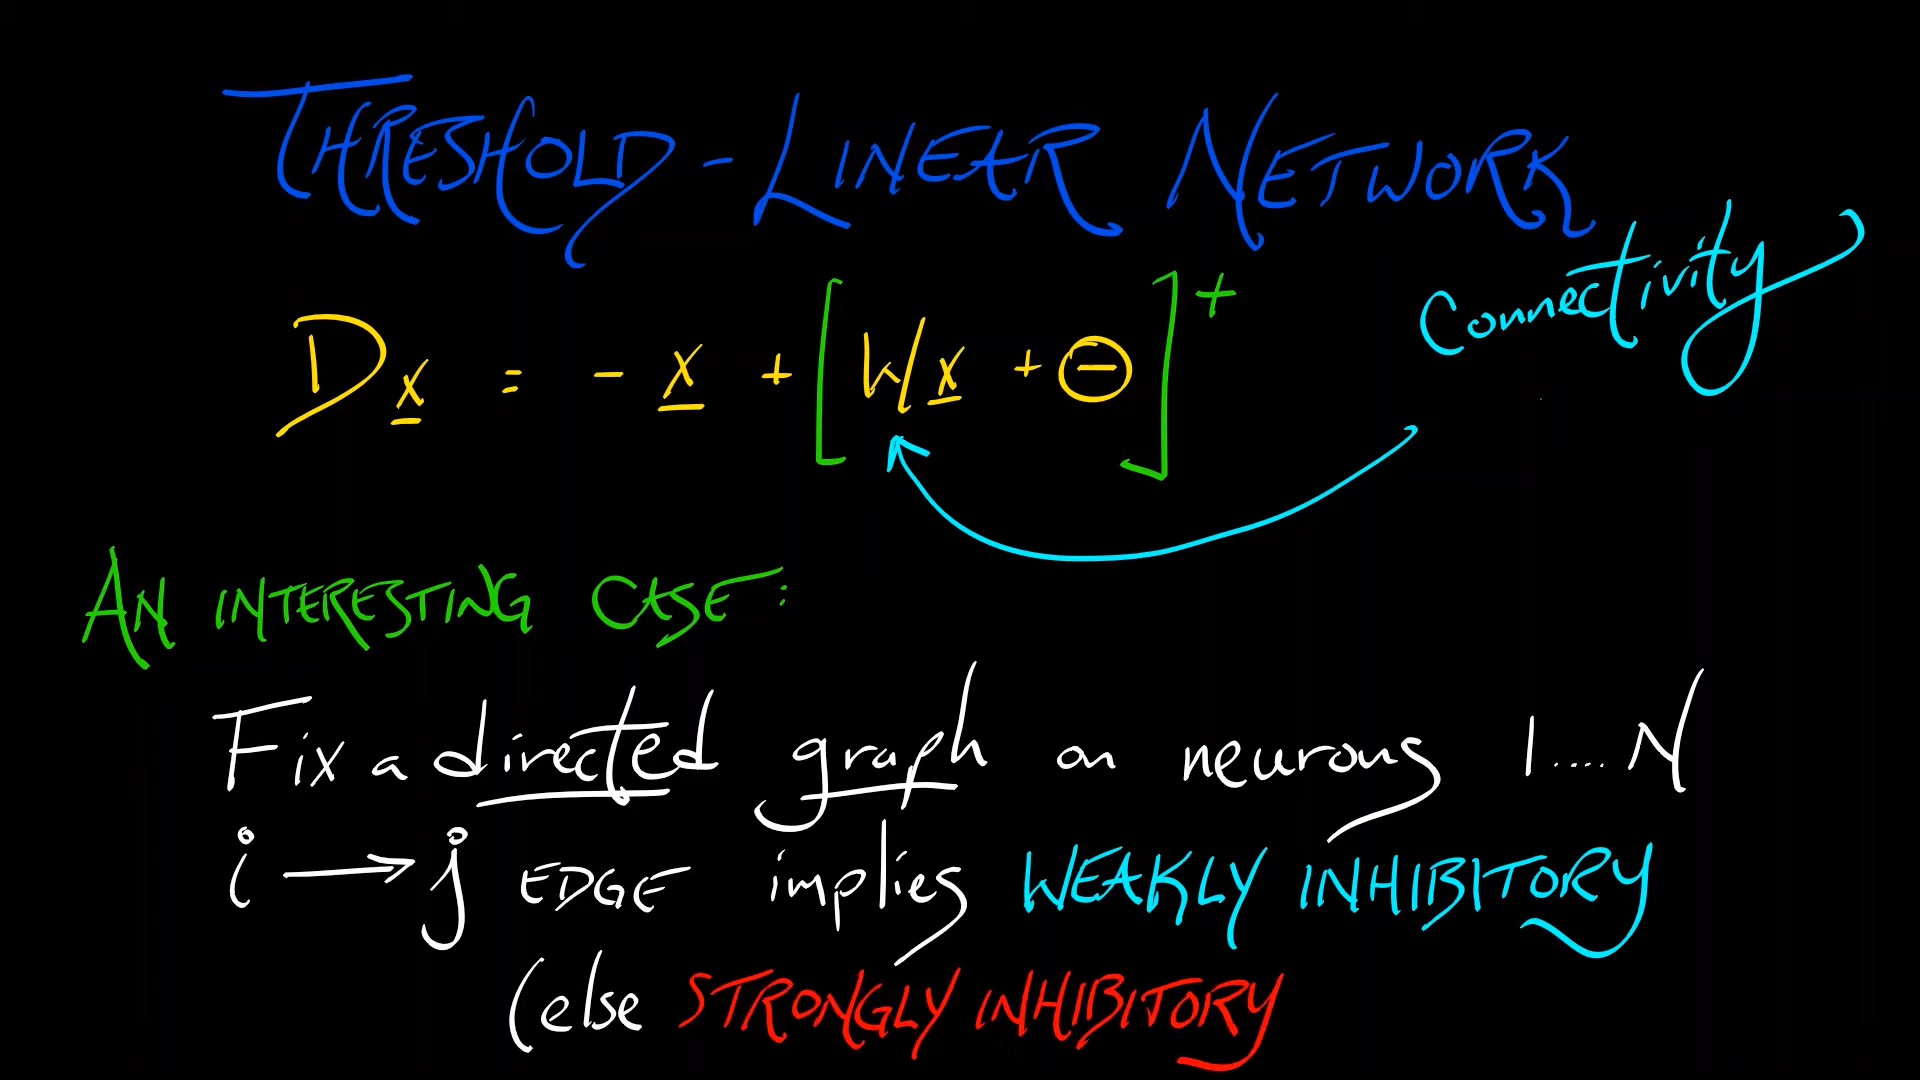 THRESHOLD-LINEAR NETWORK
Connectivity
Dx = -x + [Wx + Θ]⁺
AN INTERESTING CASE:
Fix a directed graph on neurons 1....N
i → j EDGE implies WEAKLY INHIBITORY
(else STRONGLY INHIBITORY